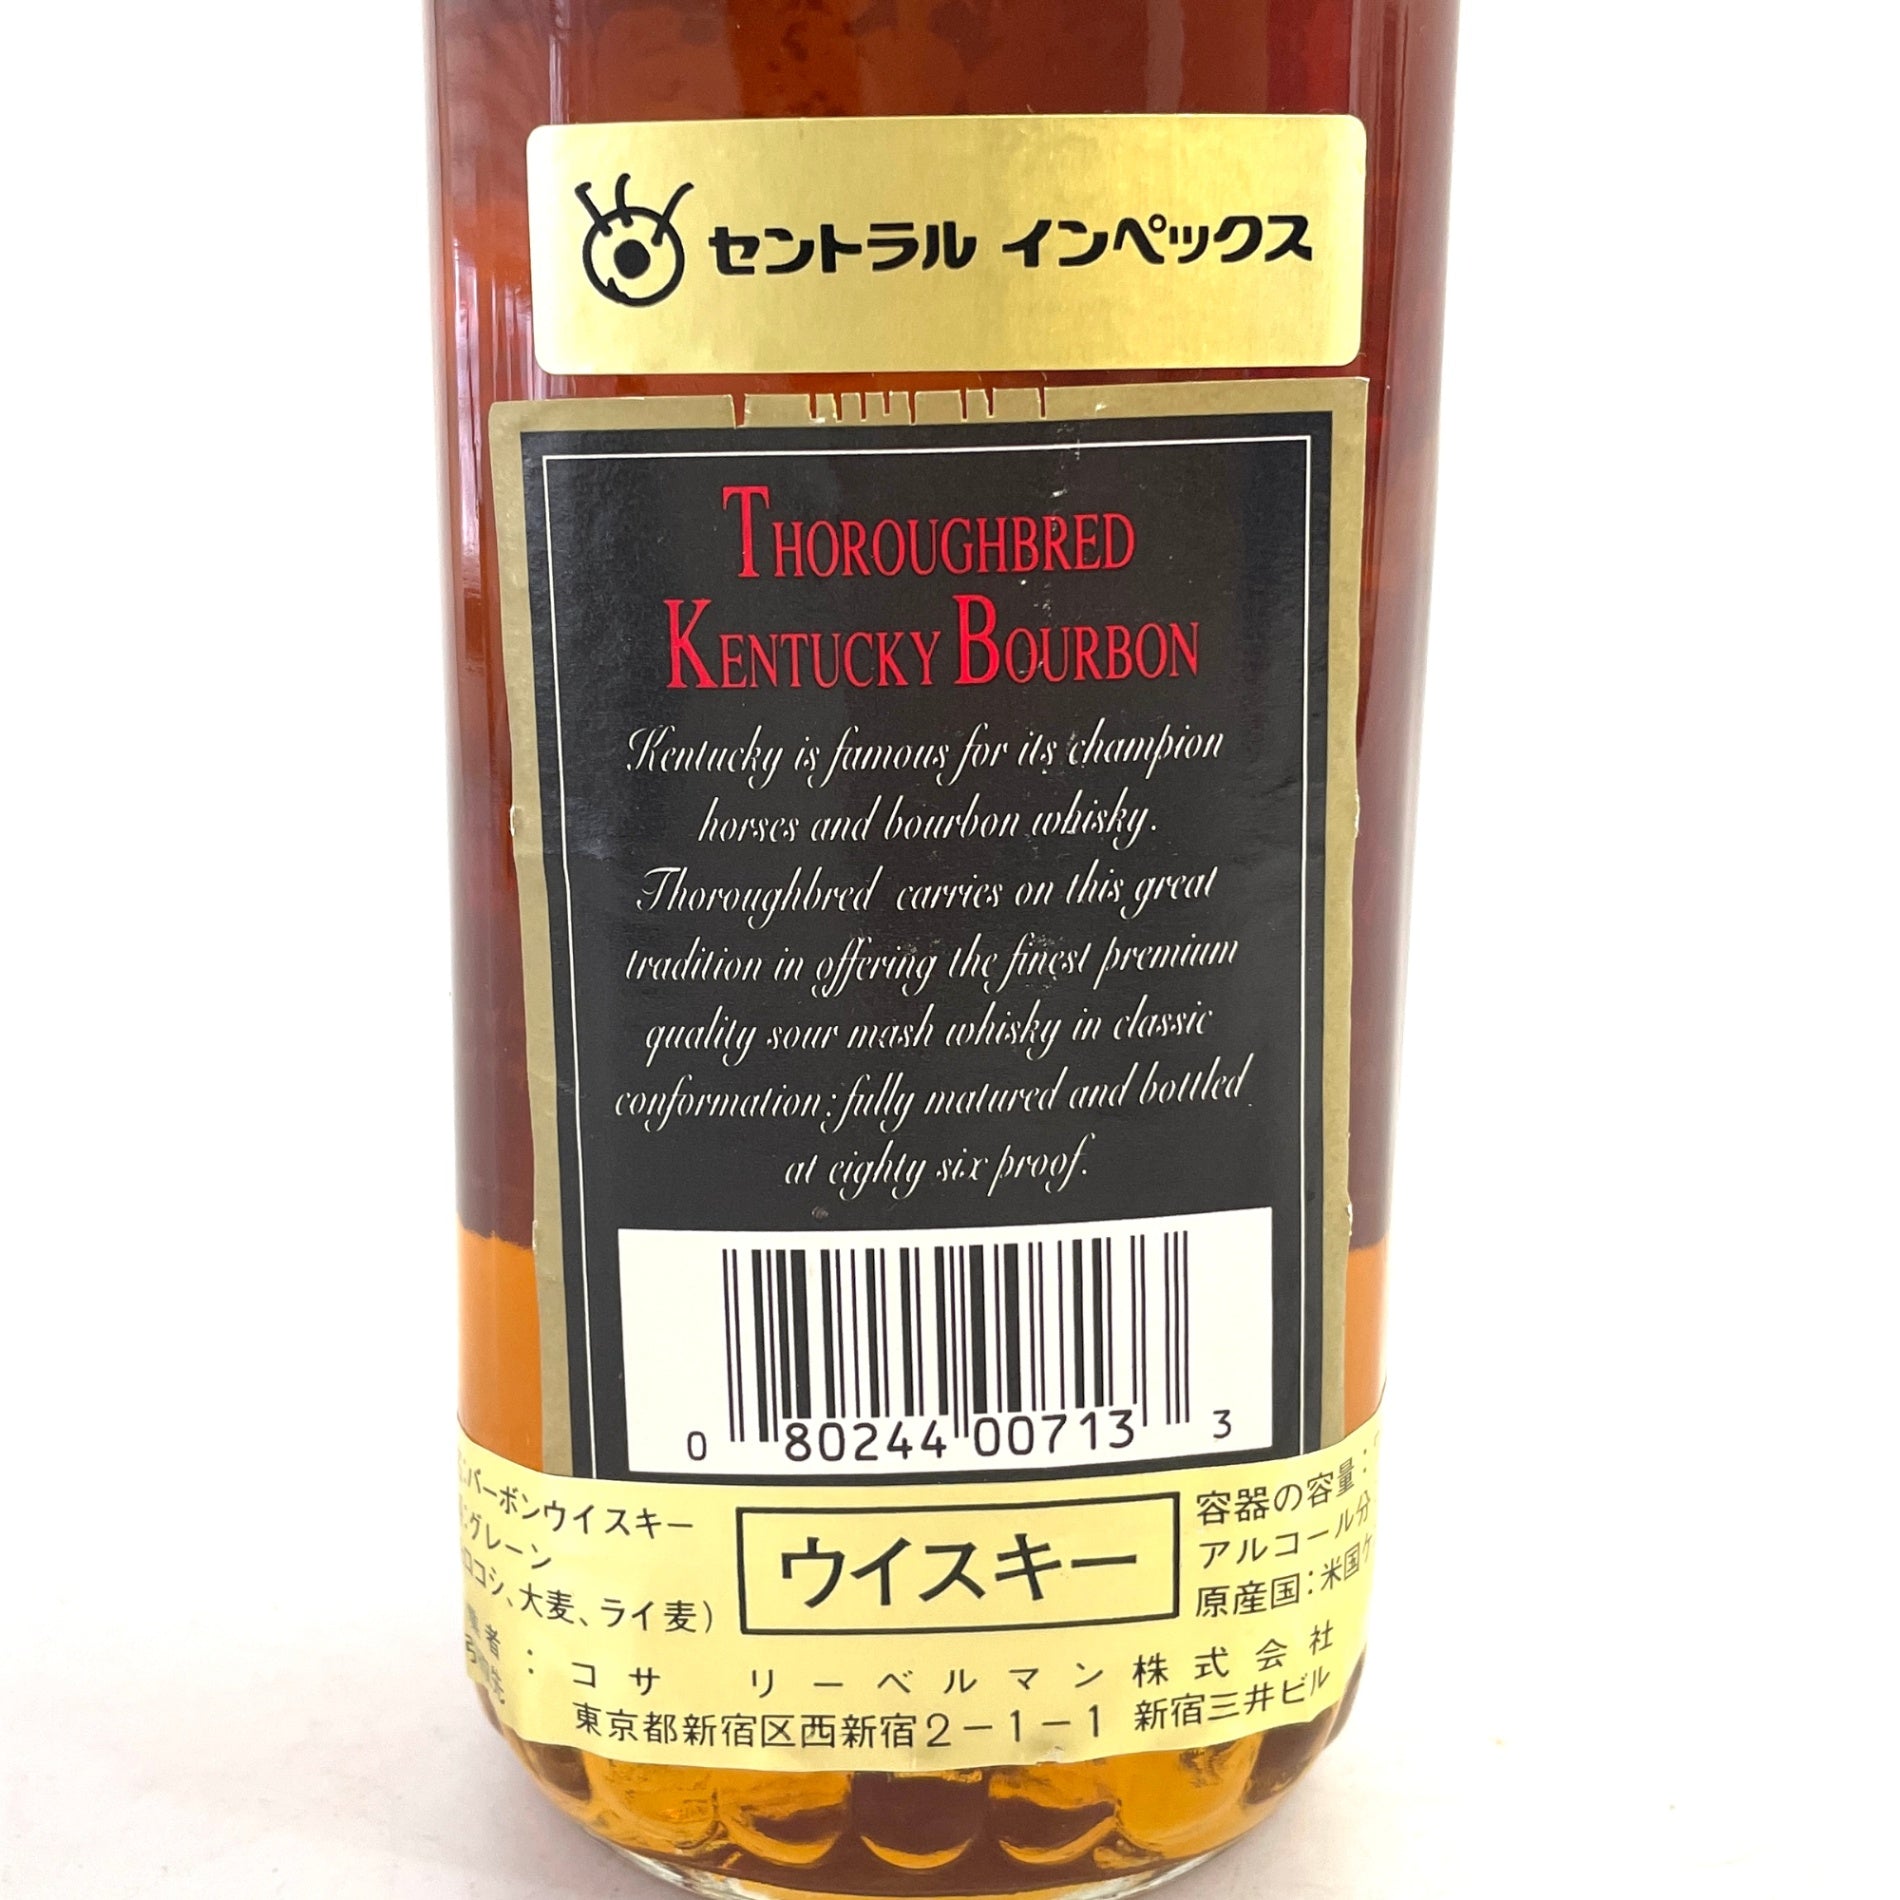 セントラル インペックス
THOROUGHBRED
KENTUCKY BOURBON
Kentucky is famous for its champion
horses and bourbon whisky.
Thoroughbred carries on this great
tradition in offering the finest premium
quality sour mash whisky in classic
conformation: fully matured and bottled
at eighty six proof.
0 80244 00713 3
バーボンウイスキー
グレーン
コシ、大麦、ライ麦)
ウイスキー
容器の容量:
アルコール分
原産国:米国ケ
業者: コサ リーベルマン株式会社
東京都新宿区西新宿2-1-1 新宿三井ビル